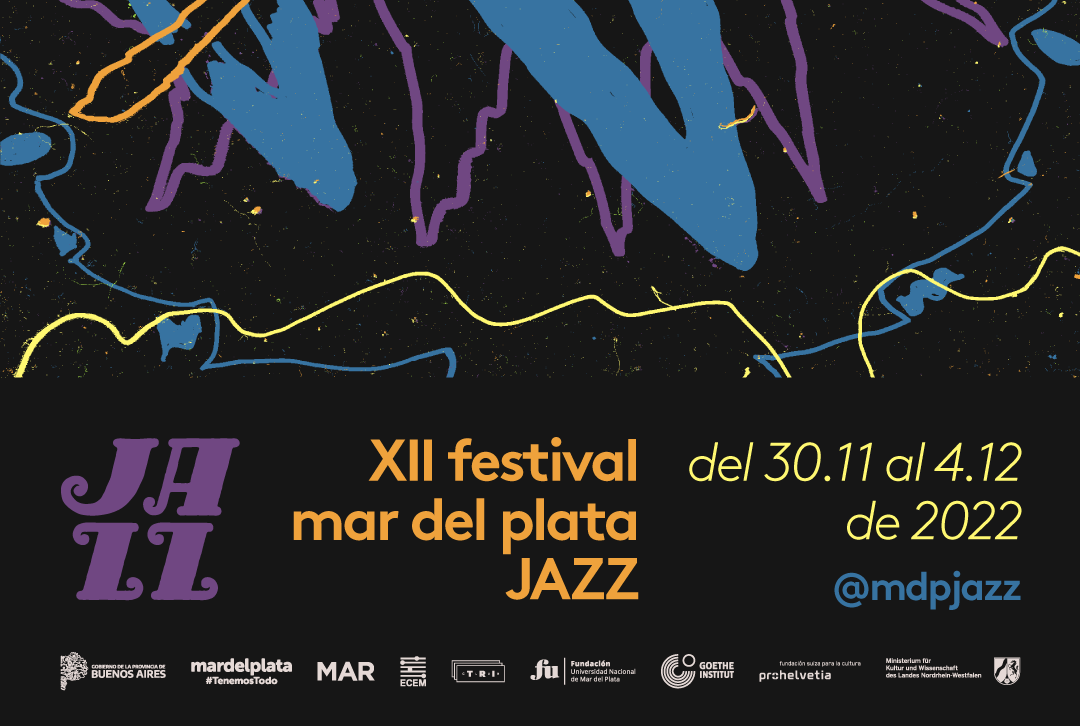 JA
ZZ
XII festival
mar del plata
JAZZ
del 30.11 al 4.12
de 2022
@mdpjazz
GOBIERNO DE LA PROVINCIA DE
BUENOS AIRES
mardelplata
#TenemosTodo
MAR
ECEM
TRI
fu
Fundación
Universidad Nacional
de Mar del Plata
GOETHE
INSTITUT
fundación suiza para la cultura
prohelvetia
Ministerium für
Kultur und Wissenschaft
des Landes Nordrhein-Westfalen